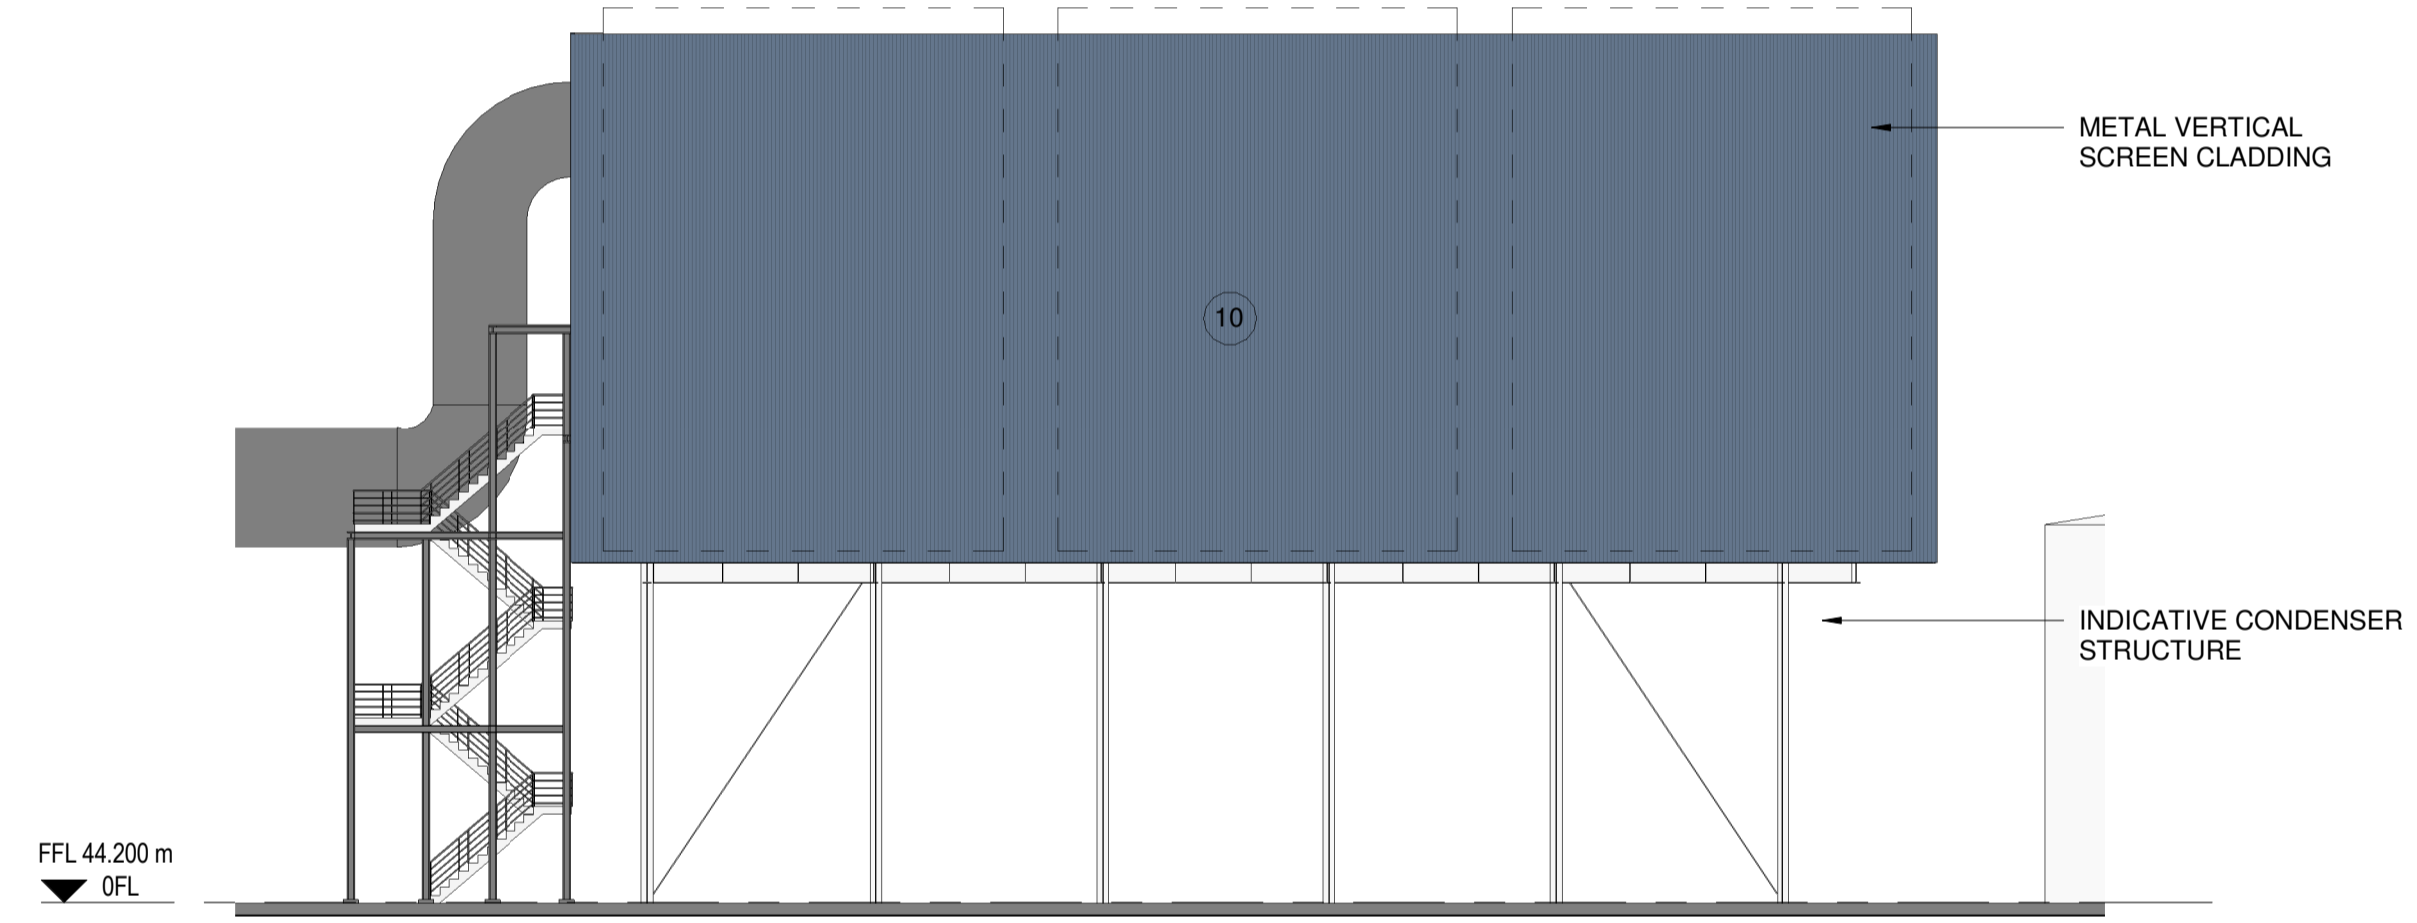 METAL VERTICAL
SCREEN CLADDING
10
INDICATIVE CONDENSER
STRUCTURE
FFL 44.200 m
0FL